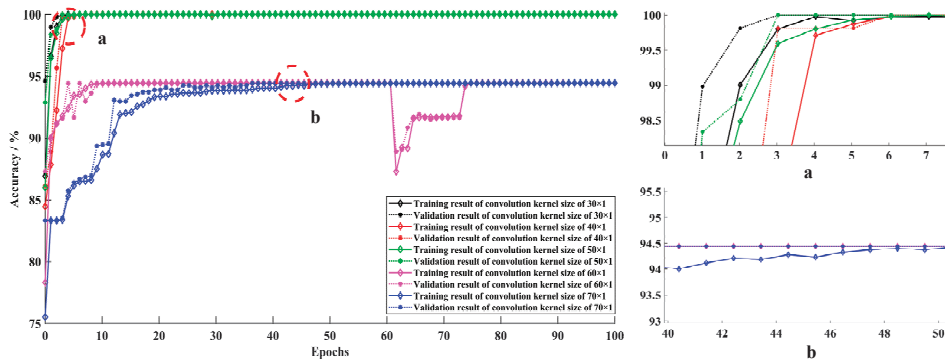 100
95
90
85
80
75
Accuracy / %
0 10 20 30 40 50 60 70 80 90 100
Epochs
a
b
Training result of convolution kernel size of 30×1
Validation result of convolution kernel size of 30×1
Training result of convolution kernel size of 40×1
Validation result of convolution kernel size of 40×1
Training result of convolution kernel size of 50×1
Validation result of convolution kernel size of 50×1
Training result of convolution kernel size of 60×1
Validation result of convolution kernel size of 60×1
Training result of convolution kernel size of 70×1
Validation result of convolution kernel size of 70×1
100
99.5
99
98.5
0 1 2 3 4 5 6 7
a
95.5
95
94.5
94
93.5
93
40 42 44 46 48 50
b